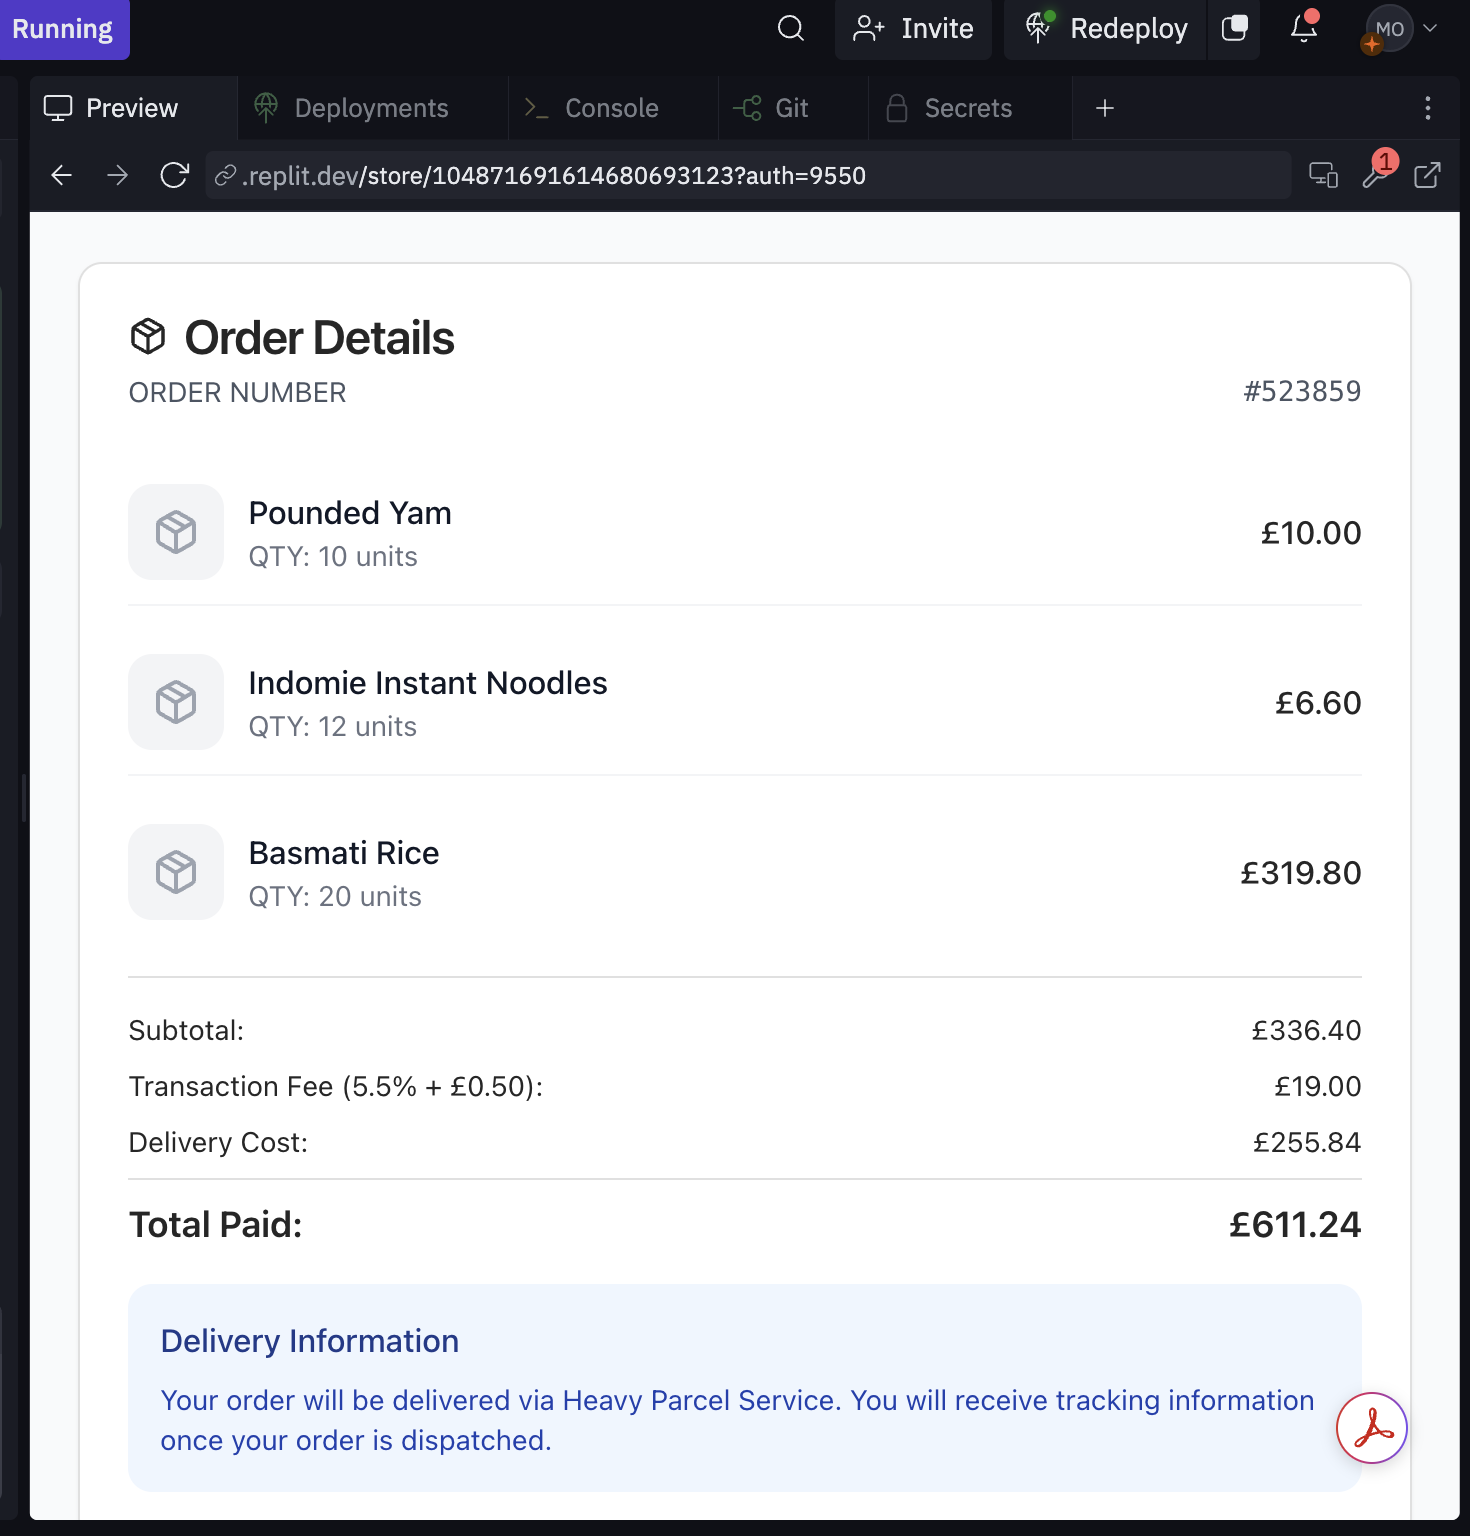 Running
Invite
Redeploy
MO
Preview
Deployments
Console
Git
Secrets
.replit.dev/store/104871691614680693123?auth=9550
1
Order Details
ORDER NUMBER #523859
Pounded Yam
QTY: 10 units
£10.00
Indomie Instant Noodles
QTY: 12 units
£6.60
Basmati Rice
QTY: 20 units
£319.80
Subtotal: £336.40
Transaction Fee (5.5% + £0.50): £19.00
Delivery Cost: £255.84
Total Paid: £611.24
Delivery Information
Your order will be delivered via Heavy Parcel Service. You will receive tracking information
once your order is dispatched.